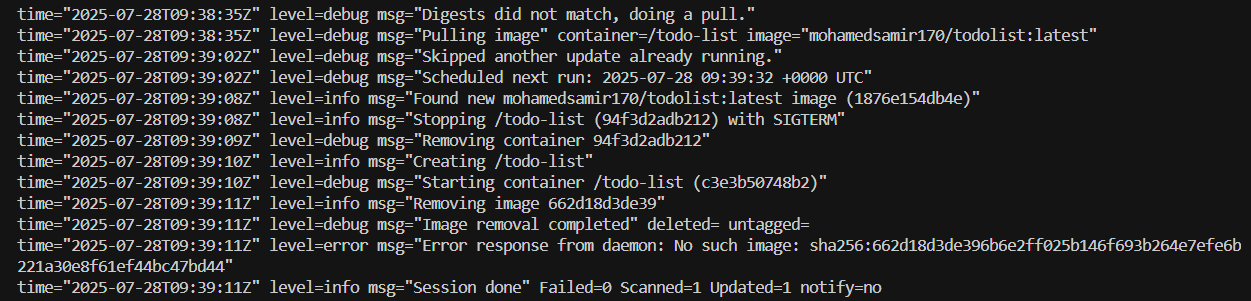 time="2025-07-28T09:38:35Z" level=debug msg="Digests did not match, doing a pull."
time="2025-07-28T09:38:35Z" level=debug msg="Pulling image" container=/todo-list image="mohamedsamir170/todolist:latest"
time="2025-07-28T09:39:02Z" level=debug msg="Skipped another update already running."
time="2025-07-28T09:39:02Z" level=debug msg="Scheduled next run: 2025-07-28 09:39:32 +0000 UTC"
time="2025-07-28T09:39:08Z" level=info msg="Found new mohamedsamir170/todolist:latest image (1876e154db4e)"
time="2025-07-28T09:39:08Z" level=info msg="Stopping /todo-list (94f3d2adb212) with SIGTERM"
time="2025-07-28T09:39:09Z" level=debug msg="Removing container 94f3d2adb212"
time="2025-07-28T09:39:10Z" level=info msg="Creating /todo-list"
time="2025-07-28T09:39:10Z" level=debug msg="Starting container /todo-list (c3e3b50748b2)"
time="2025-07-28T09:39:11Z" level=info msg="Removing image 662d18d3de39"
time="2025-07-28T09:39:11Z" level=debug msg="Image removal completed" deleted= untagged=
time="2025-07-28T09:39:11Z" level=error msg="Error response from daemon: No such image: sha256:662d18d3de396b6e2ff025b146f693b264e7efe6b
221a30e8f61ef44bc47bd44"
time="2025-07-28T09:39:11Z" level=info msg="Session done" Failed=0 Scanned=1 Updated=1 notify=no